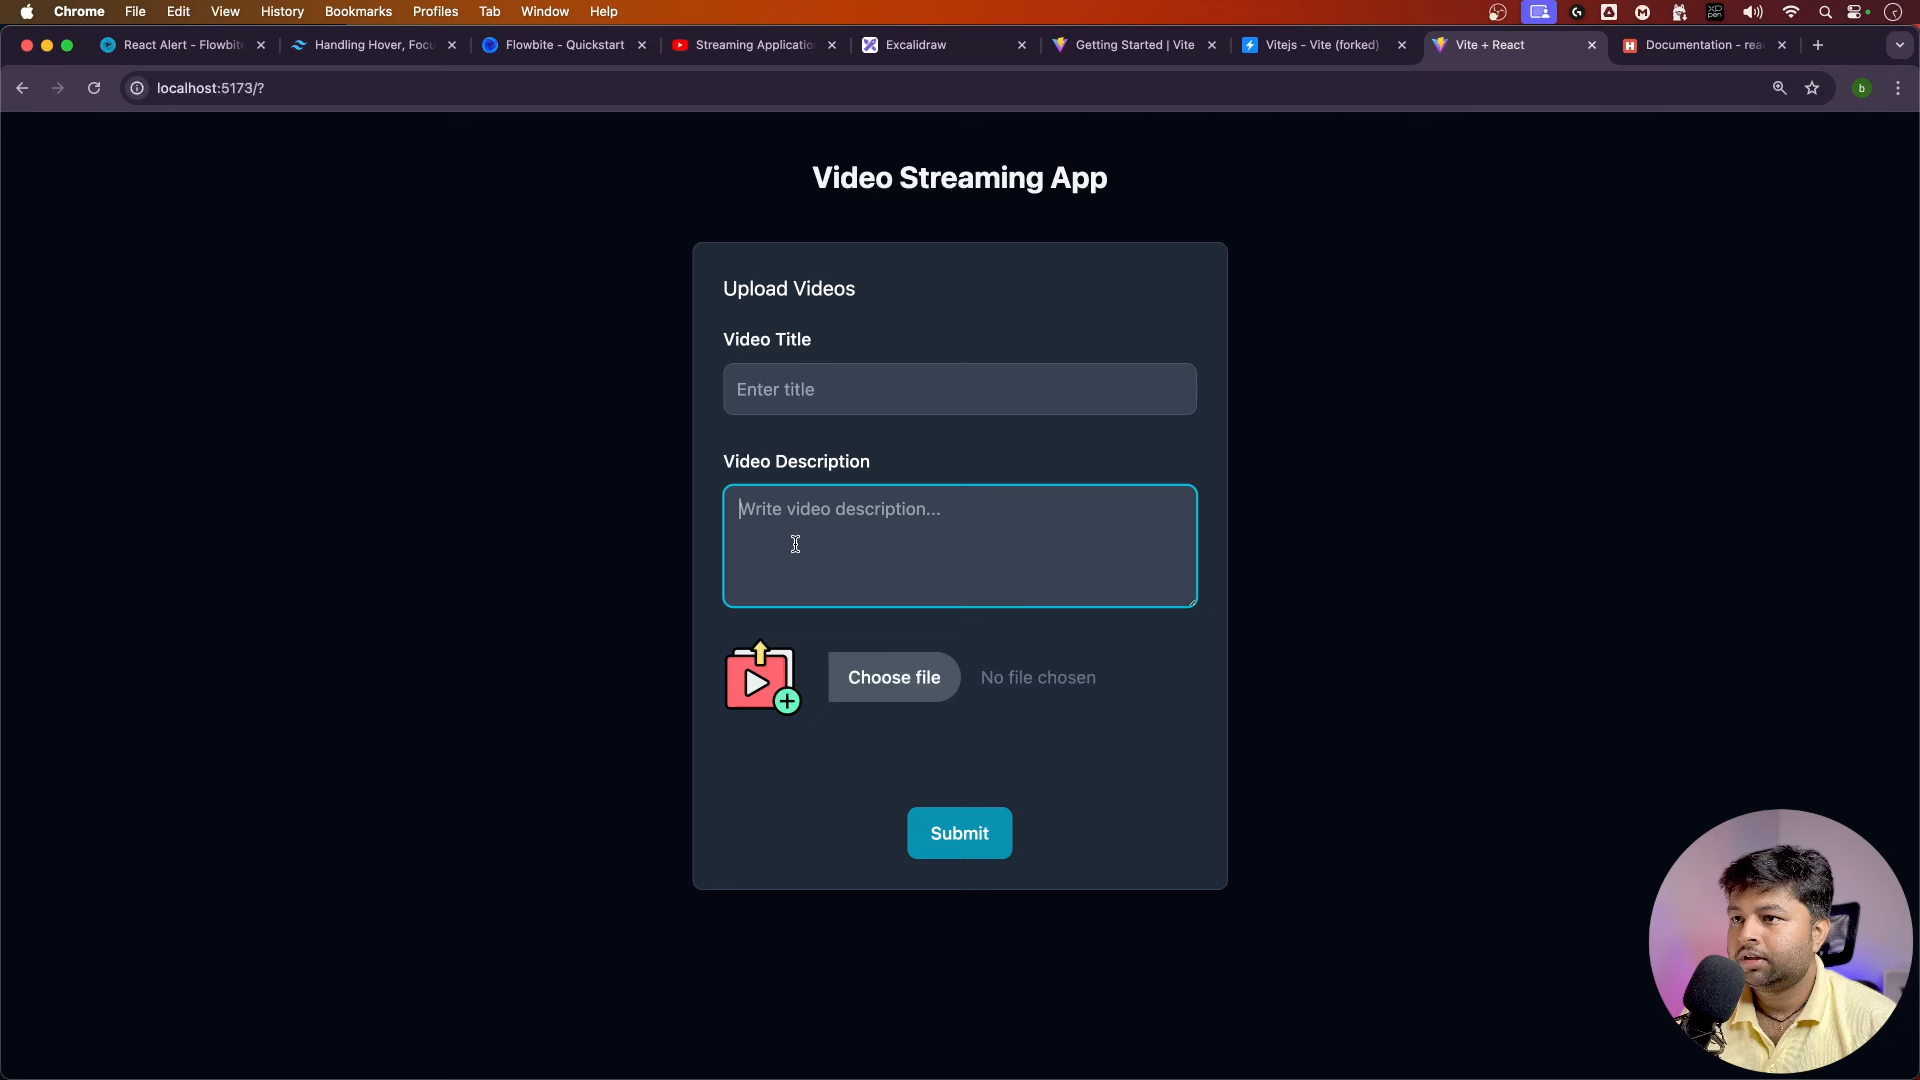 Chrome File Edit View History Bookmarks Profiles Tab Window Help
React Alert - Flowbite
Handling Hover, Focu
Flowbite - Quickstart
Streaming Applicatio
Excalidraw
Getting Started | Vite
Vitejs - Vite (forked)
Vite + React
Documentation - rea
localhost:5173/?
b
Video Streaming App
Upload Videos
Video Title
Enter title
Video Description
Write video description...
Choose file No file chosen
Submit